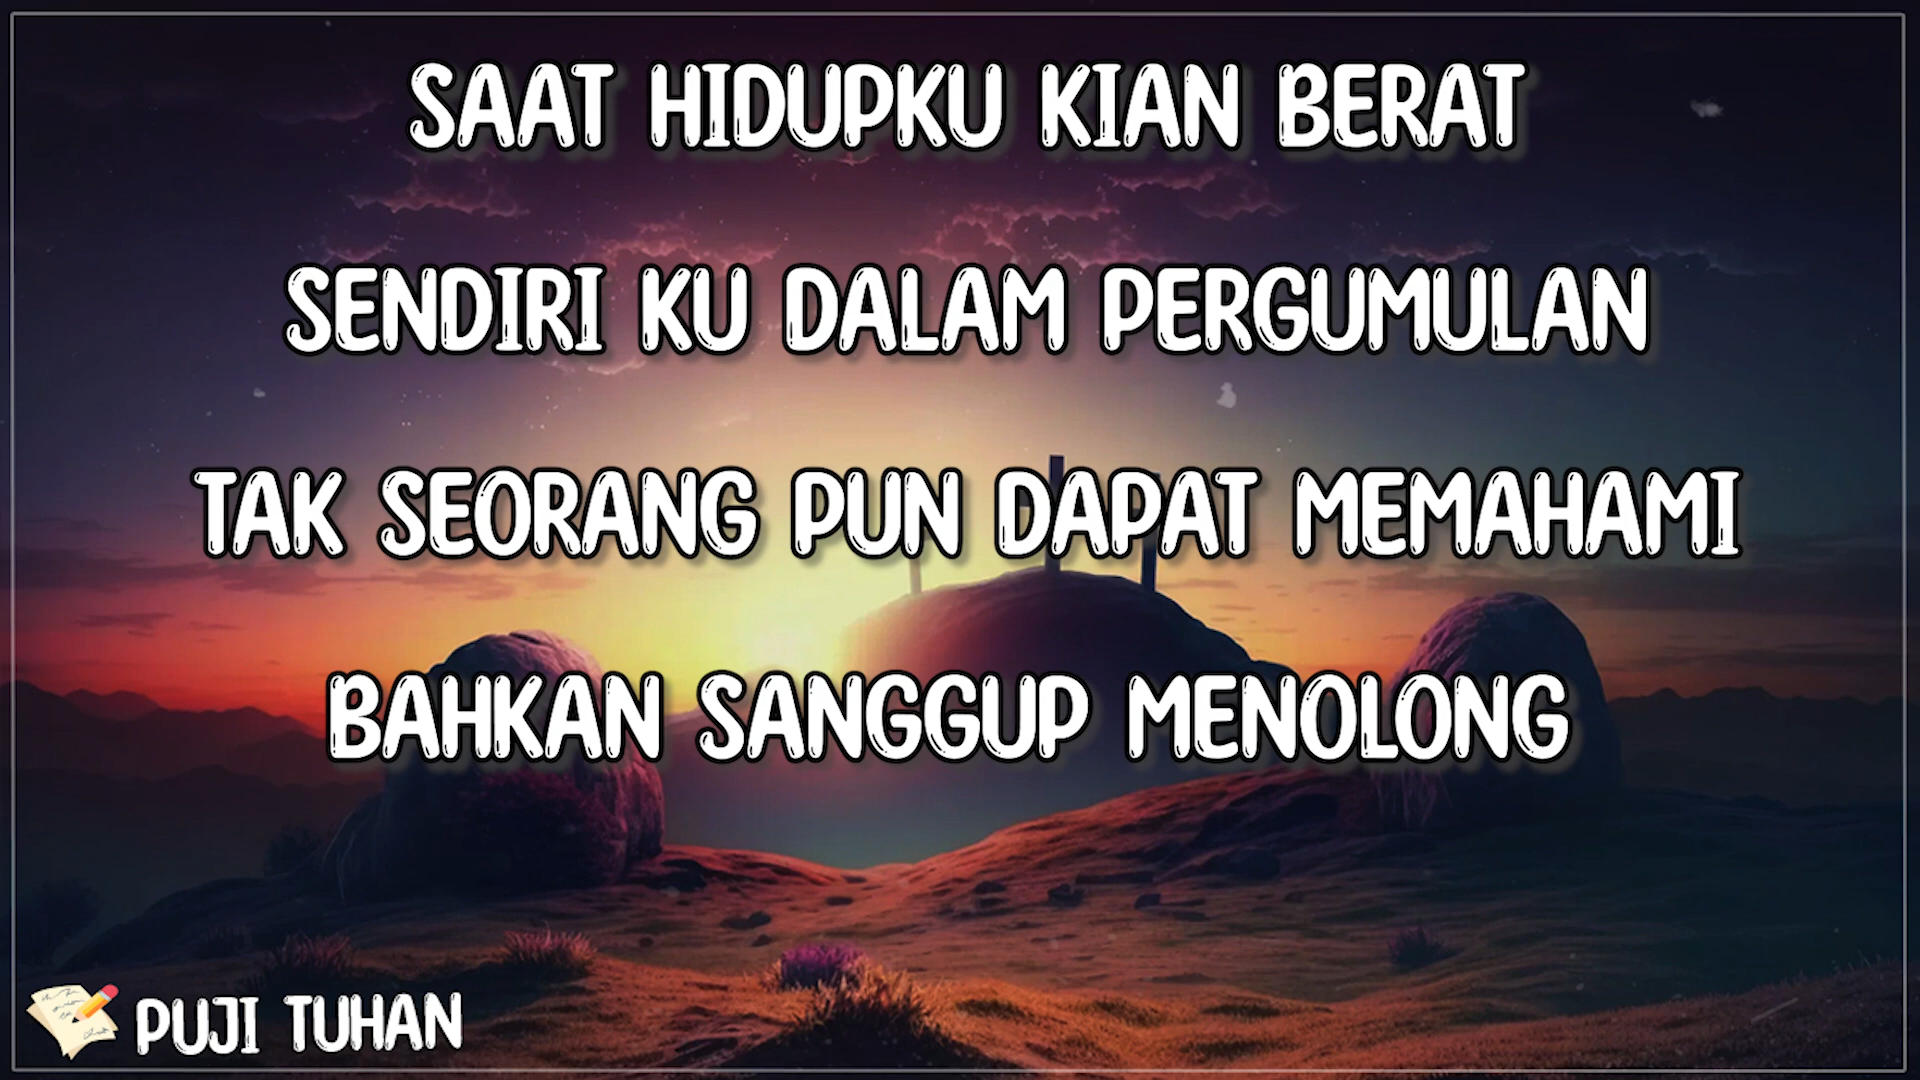 SAAT HIDUPKU KIAN BERAT
SENDIRI KU DALAM PERGUMULAN
TAK SEORANG PUN DAPAT MEMAHAMI
BAHKAN SANGGUP MENOLONG
PUJI TUHAN